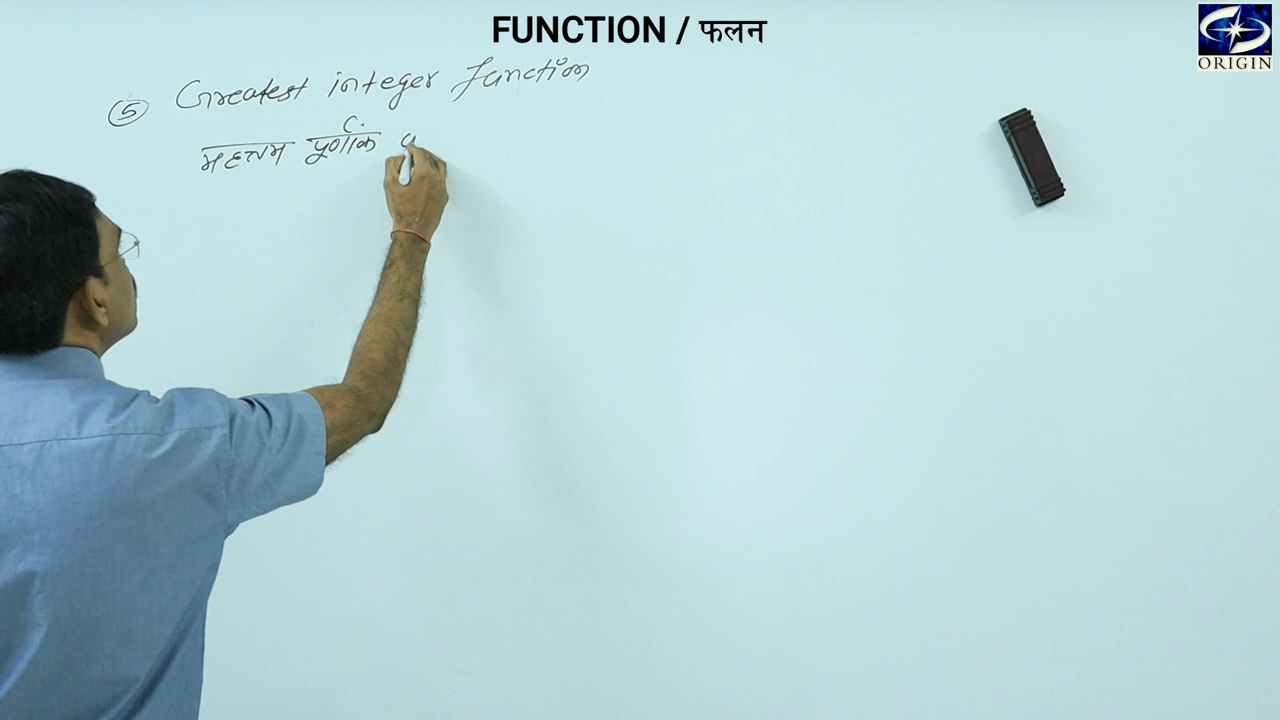 FUNCTION / फलन
ORIGIN
⑤ Greatest integer function
महत्तम पूर्णांक